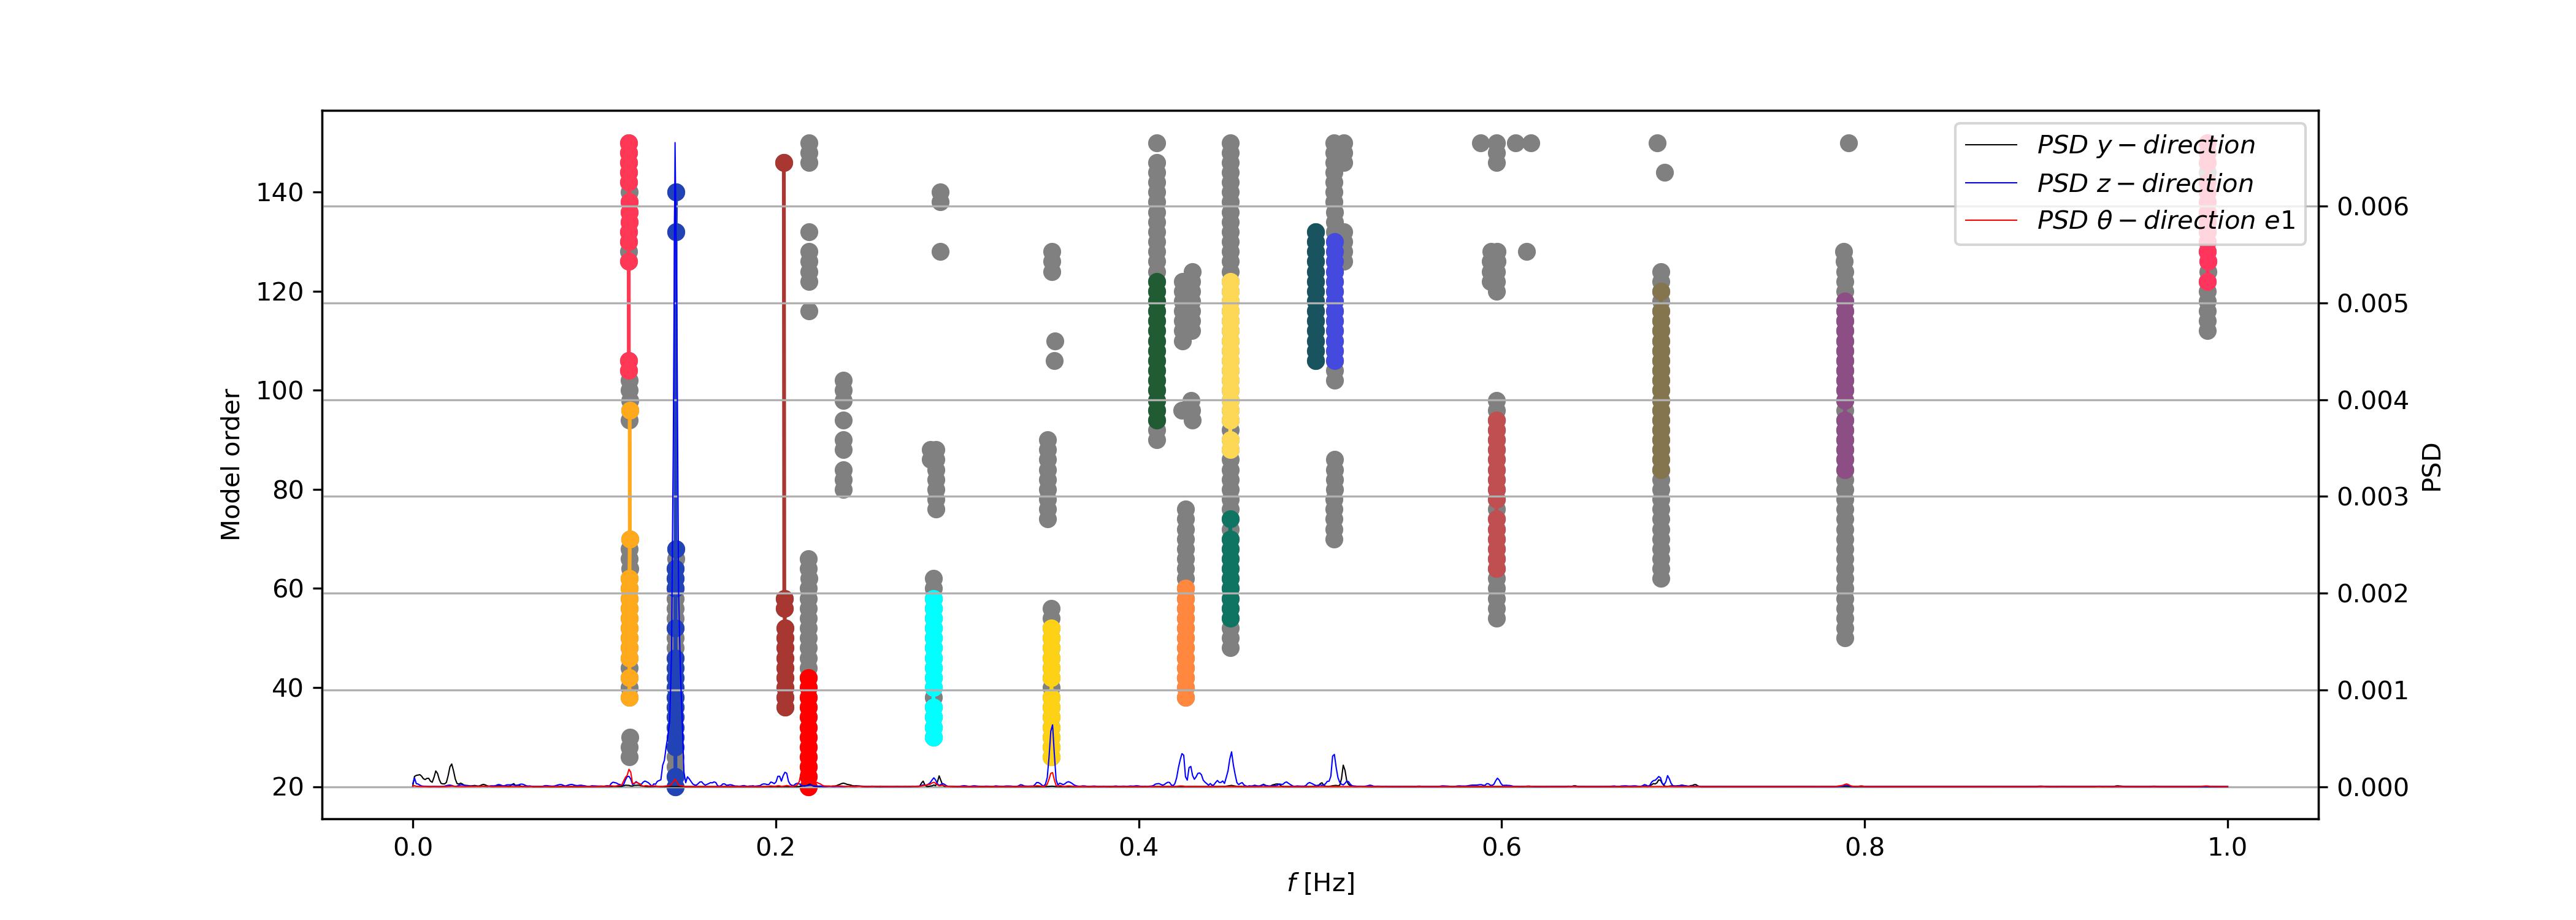 PSD y − direction
PSD z − direction
PSD θ − direction e1
140
120
100
80
60
40
20
Model order
0.006
0.005
0.004
0.003
0.002
0.001
0.000
PSD
0.0 0.2 0.4 0.6 0.8 1.0
f [Hz]